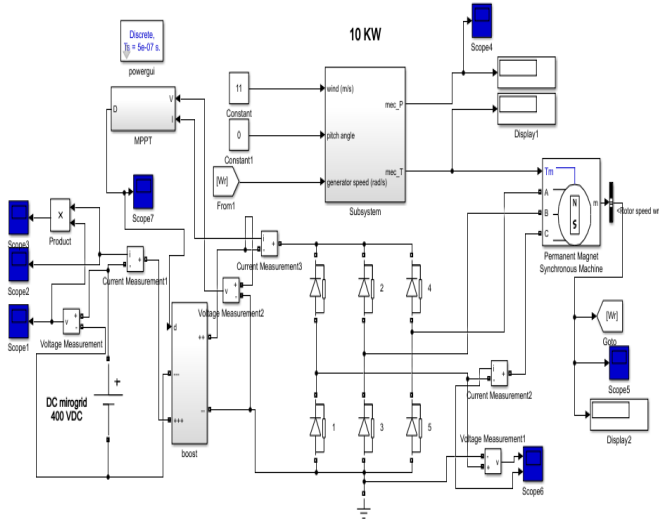 Discrete,
Ts = 5e-07 s.
powergui
10 KW
Scope4
11
Constant
wind (m/s)
mec_P
V
D
I
MPPT
0
Constant1
pitch angle
Display1
mec_T
[Wr]
From1
generator speed (rad/s)
Subsystem
Tm
A
B
C
N
S
m
<Rotor speed wm
Permanent Magnet
Synchronous Machine
Scope7
×
Product
Scope3
i
+
-
Current Measurement1
Scope2
i
+
-
Current Measurement3
+
-
v
Voltage Measurement2
2
4
[Wr]
Goto
Scope1
+
-
v
Voltage Measurement
d
++
---
--
+++
boost
+
DC mirogrid
400 VDC
i
+
-
Current Measurement2
Scope5
Display2
1
3
5
Voltage Measurement1
-
+
v
Scope6